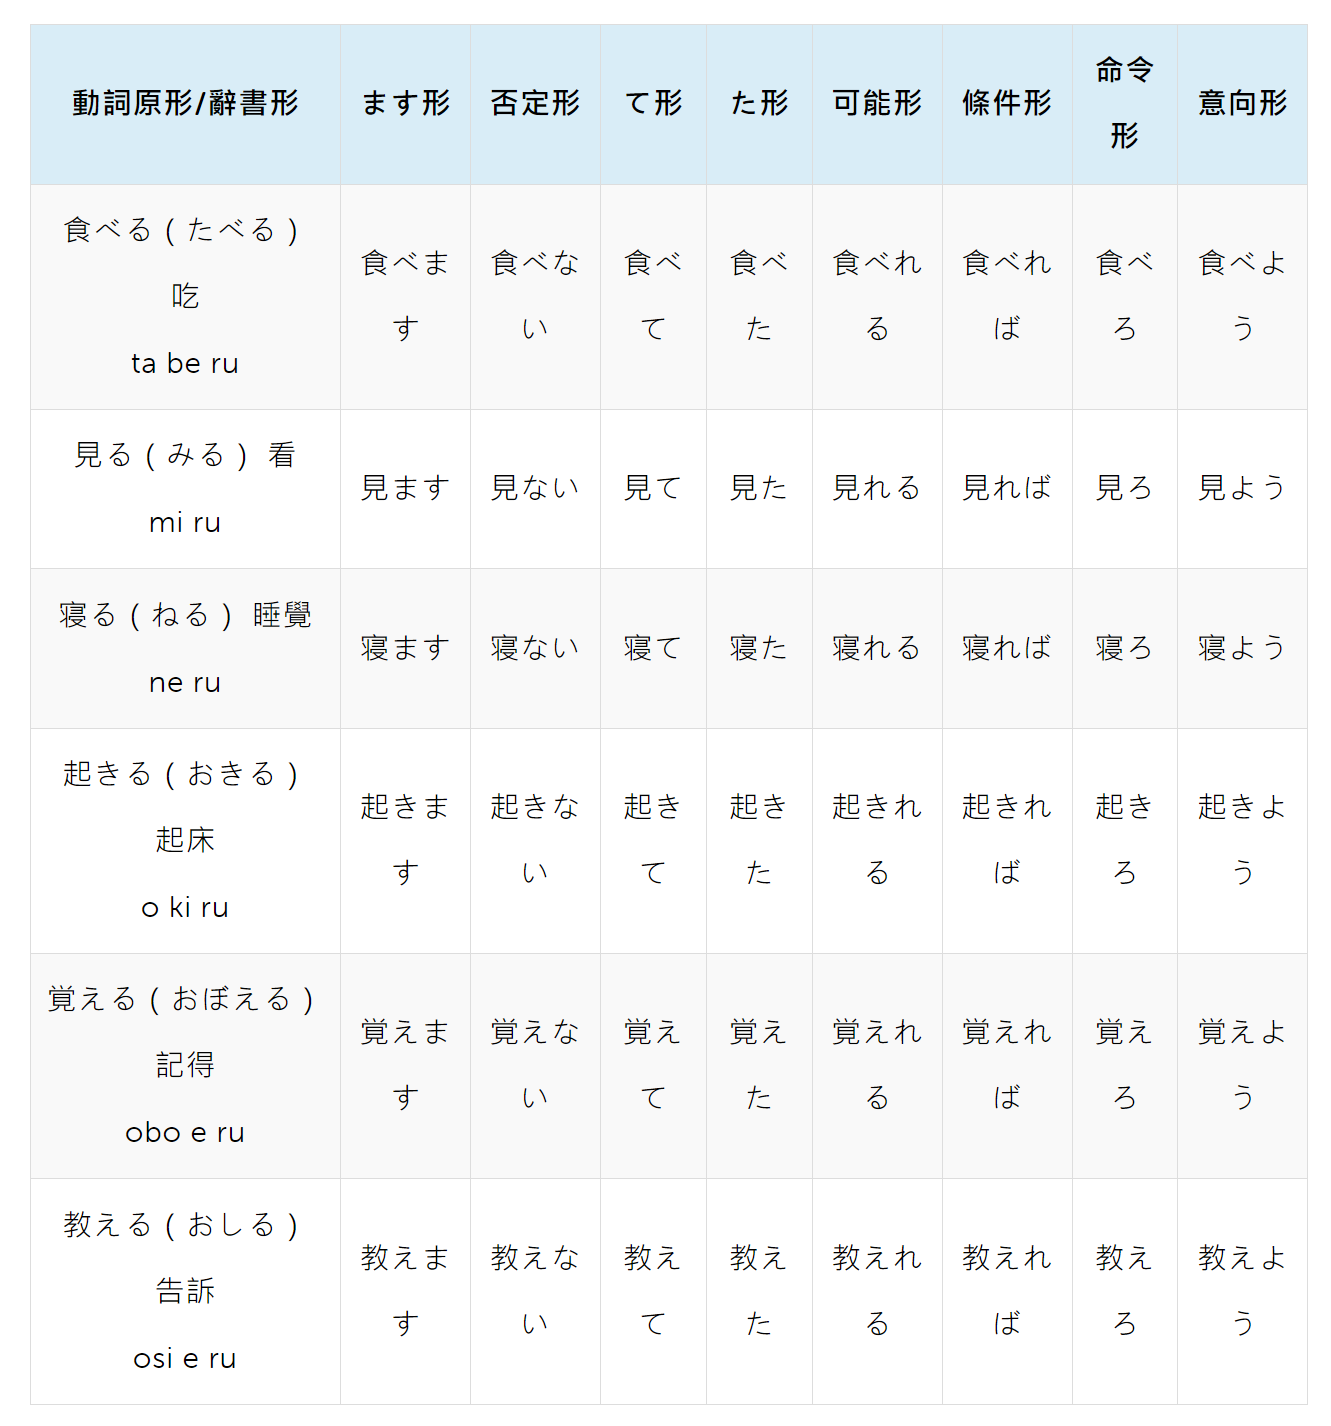 動詞原形/辭書形 ます形 否定形 て形 た形 可能形 條件形 命令形 意向形
食べる（たべる） 吃 ta be ru 食べます 食べない 食べて 食べた 食べれる 食べれば 食べろ 食べよう
見る（みる） 看 mi ru 見ます 見ない 見て 見た 見れる 見れば 見ろ 見よう
寝る（ねる） 睡覺 ne ru 寝ます 寝ない 寝て 寝た 寝れる 寝れば 寝ろ 寝よう
起きる（おきる） 起床 o ki ru 起きます 起きない 起きて 起きた 起きれる 起きれば 起きろ 起きよう
覚える（おぼえる） 記得 obo e ru 覚えます 覚えない 覚えて 覚えた 覚えれる 覚えれば 覚えろ 覚えよう
教える（おしる） 告訴 osi e ru 教えます 教えない 教えて 教えた 教えれる 教えれば 教えろ 教えよう